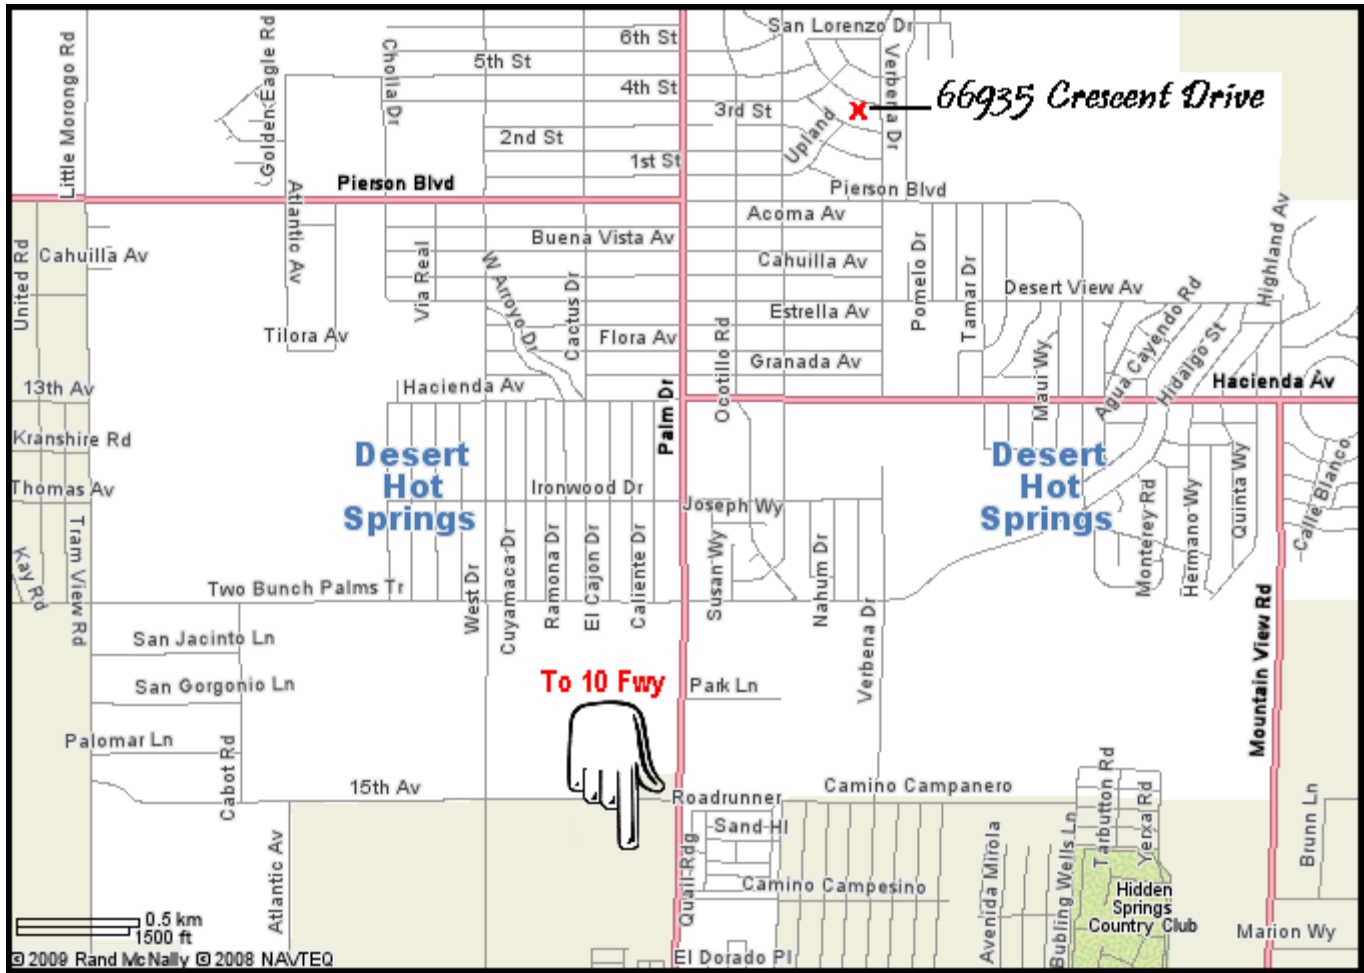 San Lorenzo Dr
6th St
5th St
4th St
3rd St
2nd St
1st St
Little Morongo Rd
Golden Eagle Rd
Cholla Dr
Verbena Dr
66935 Crescent Drive
X
Upland
Pierson Blvd
Pierson Blvd
Atlantic Av
Acoma Av
Buena Vista Av
Cahuilla Av
Cahuilla Av
United Rd
Via Real
W Arroyo Dr
Cactus Dr
Pomelo Dr
Tamar Dr
Desert View Av
Highland Av
Estrella Av
Tilora Av
Flora Av
Ocotillo Rd
Granada Av
Maui Wy
Agua Cayendo Rd
Hidalgo St
Hacienda Av
Hacienda Av
13th Av
Palm Dr
Kranshire Rd
Desert
Hot
Springs
Desert
Hot
Springs
Thomas Av
Ironwood Dr
Joseph Wy
Quinta Wy
Calle Blanco
Monterey Rd
Hermano Wy
Kay Rd
Tram View Rd
Two Bunch Palms Tr
West Dr
Cuyamaca Dr
Ramona Dr
El Cajon Dr
Caliente Dr
Susan Wy
Nahum Dr
Verbena Dr
Mountain View Rd
San Jacinto Ln
San Gorgonio Ln
To 10 Fwy
Park Ln
Palomar Ln
Cabot Rd
15th Av
Roadrunner
Camino Campanero
Tarbutton Rd
Yerxa Rd
Brunn Ln
Sand Hl
Atlantic Av
Quail Rdg
Camino Campesino
Avenida Mirola
Bubling Wells Ln
Hidden
Springs
Country Club
Marion Wy
0.5 km
1500 ft
El Dorado Pl
© 2009 Rand McNally © 2008 NAVTEQ